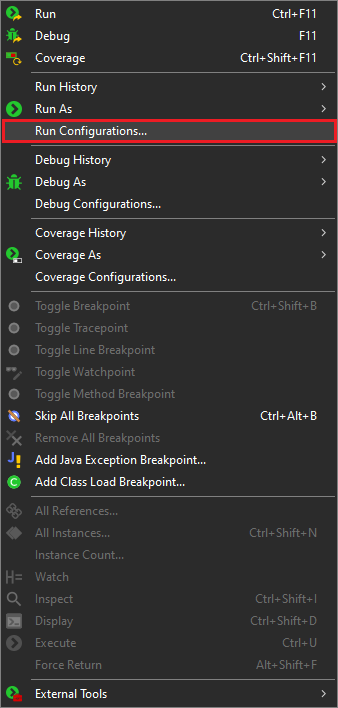 Run Ctrl+F11
Debug F11
Coverage Ctrl+Shift+F11
Run History
Run As
Run Configurations...
Debug History
Debug As
Debug Configurations...
Coverage History
Coverage As
Coverage Configurations...
Toggle Breakpoint Ctrl+Shift+B
Toggle Tracepoint
Toggle Line Breakpoint
Toggle Watchpoint
Toggle Method Breakpoint
Skip All Breakpoints Ctrl+Alt+B
Remove All Breakpoints
Add Java Exception Breakpoint...
Add Class Load Breakpoint...
All References...
All Instances... Ctrl+Shift+N
Instance Count...
Watch
Inspect Ctrl+Shift+I
Display Ctrl+Shift+D
Execute Ctrl+U
Force Return Alt+Shift+F
External Tools